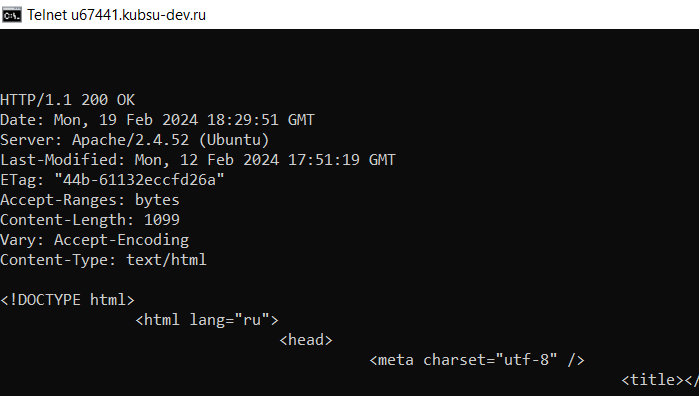 Telnet u67441.kubsu-dev.ru
HTTP/1.1 200 OK
Date: Mon, 19 Feb 2024 18:29:51 GMT
Server: Apache/2.4.52 (Ubuntu)
Last-Modified: Mon, 12 Feb 2024 17:51:19 GMT
ETag: "44b-61132eccfd26a"
Accept-Ranges: bytes
Content-Length: 1099
Vary: Accept-Encoding
Content-Type: text/html
<!DOCTYPE html>
<html lang="ru">
<head>
<meta charset="utf-8" />
<title></